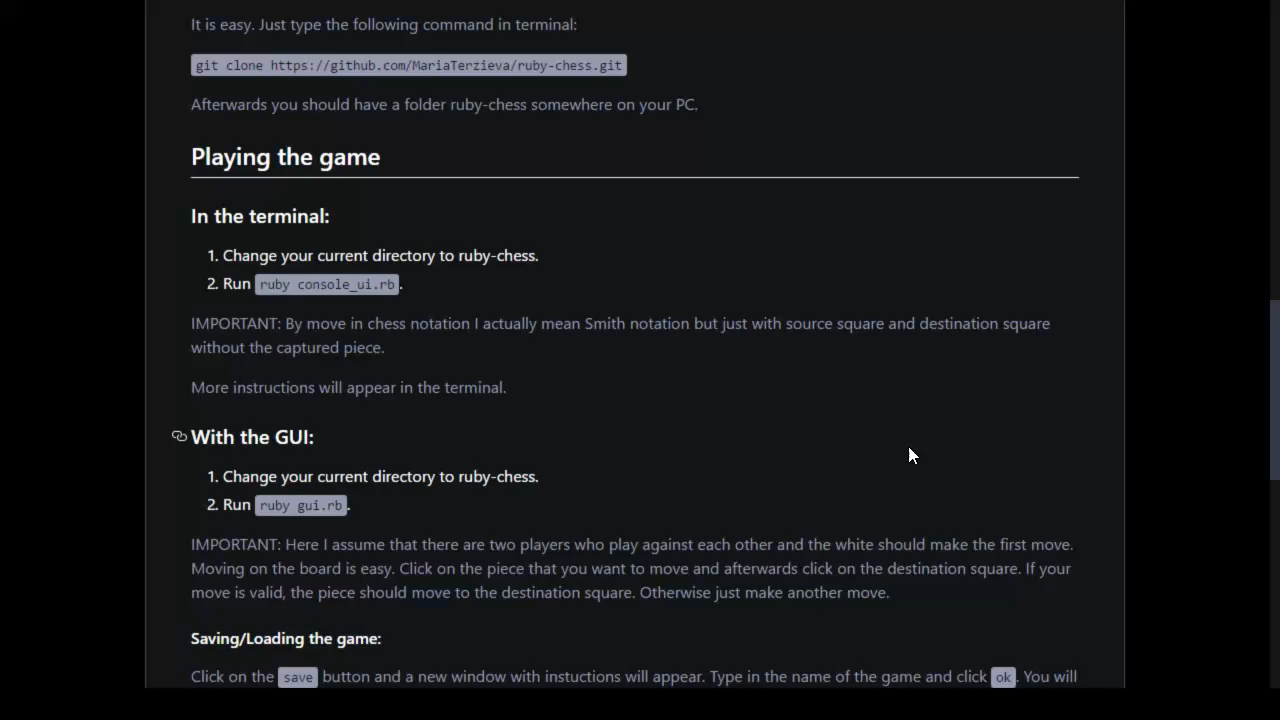 It is easy. Just type the following command in terminal:
git clone https://github.com/MariaTerzieva/ruby-chess.git
Afterwards you should have a folder ruby-chess somewhere on your PC.
Playing the game
In the terminal:
1. Change your current directory to ruby-chess.
2. Run ruby console_ui.rb.
IMPORTANT: By move in chess notation I actually mean Smith notation but just with source square and destination square
without the captured piece.
More instructions will appear in the terminal.
With the GUI:
1. Change your current directory to ruby-chess.
2. Run ruby gui.rb.
IMPORTANT: Here I assume that there are two players who play against each other and the white should make the first move.
Moving on the board is easy. Click on the piece that you want to move and afterwards click on the destination square. If your
move is valid, the piece should move to the destination square. Otherwise just make another move.
Saving/Loading the game:
Click on the save button and a new window with instuctions will appear. Type in the name of the game and click ok. You will